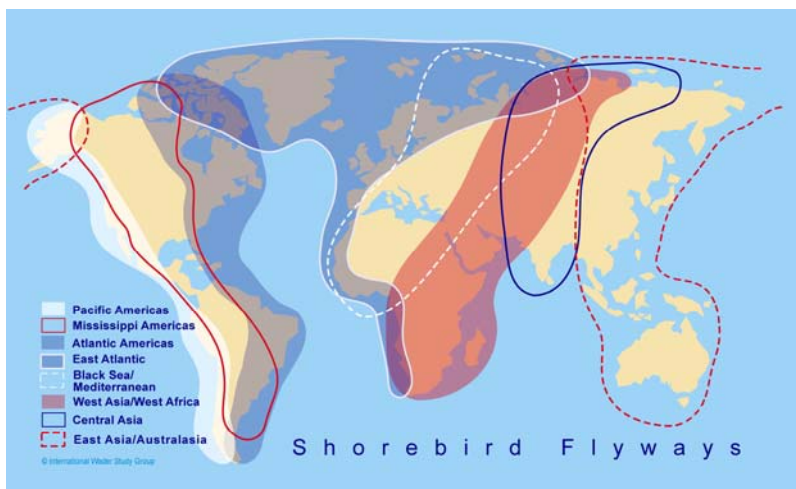 Pacific Americas
Mississippi Americas
Atlantic Americas
East Atlantic
Black Sea/
Mediterranean
West Asia/West Africa
Central Asia
East Asia/Australasia
© International Wader Study Group
Shorebird Flyways